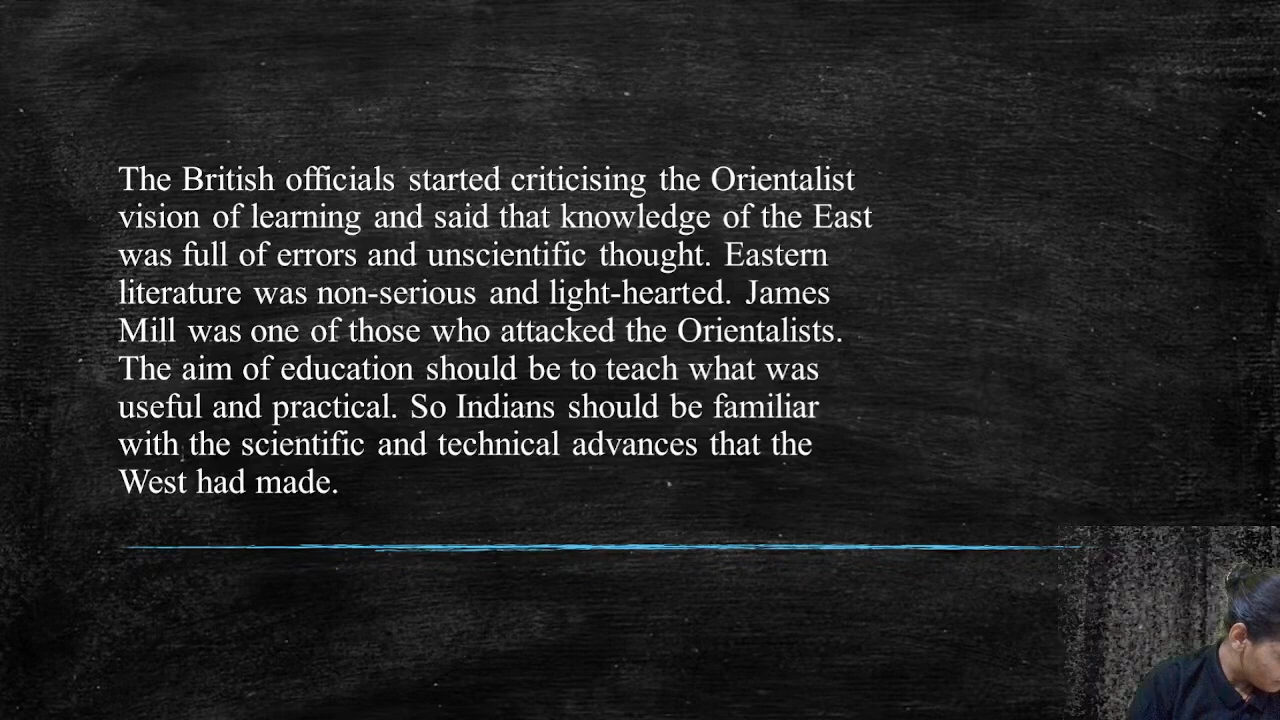 The British officials started criticising the Orientalist
vision of learning and said that knowledge of the East
was full of errors and unscientific thought. Eastern
literature was non-serious and light-hearted. James
Mill was one of those who attacked the Orientalists.
The aim of education should be to teach what was
useful and practical. So Indians should be familiar
with the scientific and technical advances that the
West had made.